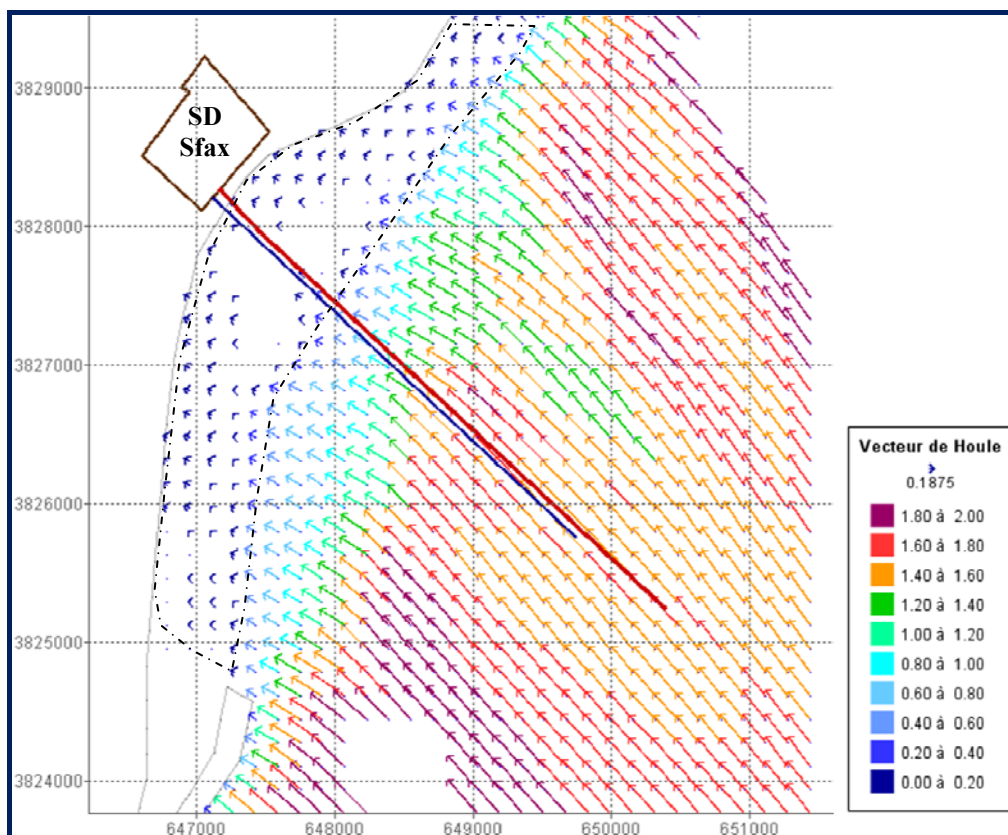 3829000
SD
Sfax
3828000
3827000
3826000
3825000
3824000
647000 648000 649000 650000 651000
Vecteur de Houle
0.1875
1.80 à 2.00
1.60 à 1.80
1.40 à 1.60
1.20 à 1.40
1.00 à 1.20
0.80 à 1.00
0.60 à 0.80
0.40 à 0.60
0.20 à 0.40
0.00 à 0.20